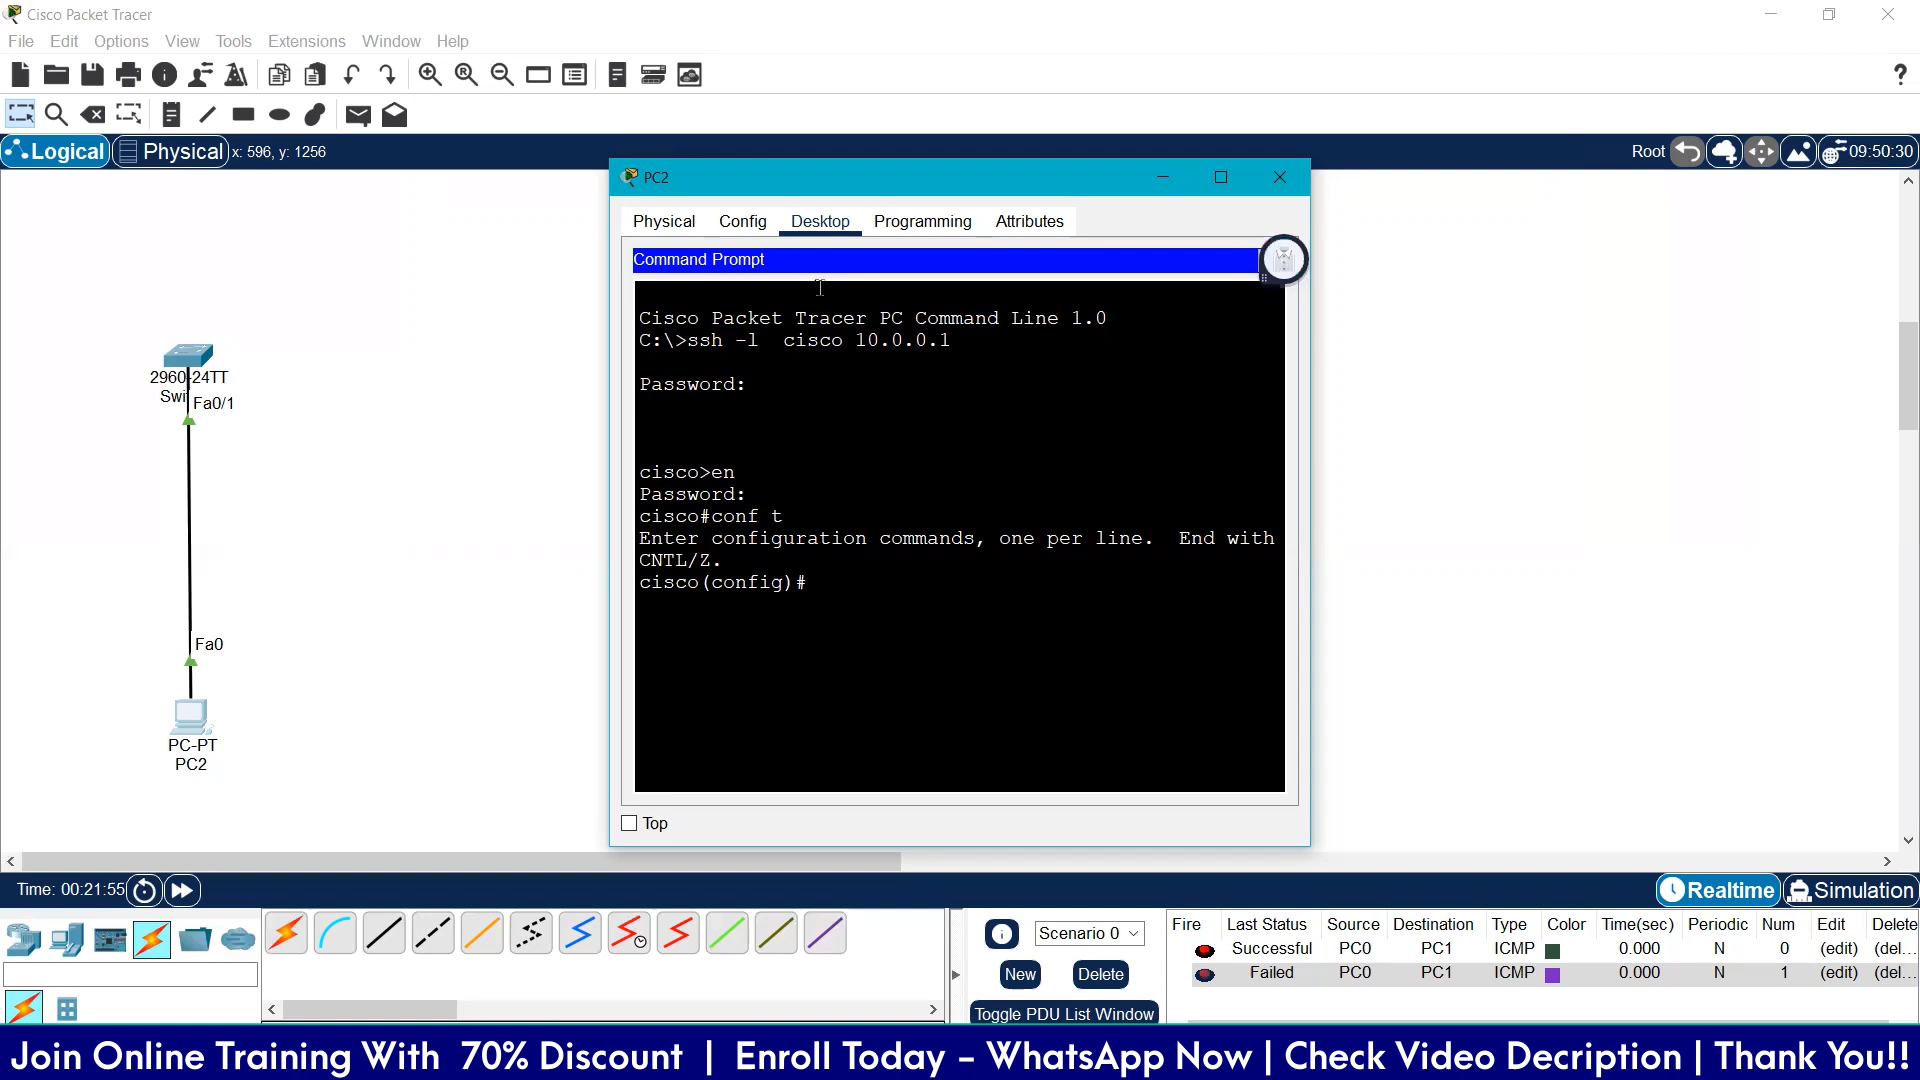 Cisco Packet Tracer
File Edit Options View Tools Extensions Window Help
?
Logical Physical x: 596, y: 1256
Root 09:50:30
PC2
Physical Config Desktop Programming Attributes
Command Prompt
Cisco Packet Tracer PC Command Line 1.0
C:\>ssh -l  cisco 10.0.0.1
Password:
cisco>en
Password:
cisco#conf t
Enter configuration commands, one per line.  End with
CNTL/Z.
cisco(config)#
Top
2960-24TT
Swi
Fa0/1
Fa0
PC-PT
PC2
Time: 00:21:55
Realtime Simulation
Scenario 0
New Delete
Toggle PDU List Window
Fire Last Status Source Destination Type Color Time(sec) Periodic Num Edit Delete
Successful PC0 PC1 ICMP 0.000 N 0 (edit) (del...
Failed PC0 PC1 ICMP 0.000 N 1 (edit) (del...
Join Online Training With 70% Discount | Enroll Today - WhatsApp Now | Check Video Decription | Thank You!!